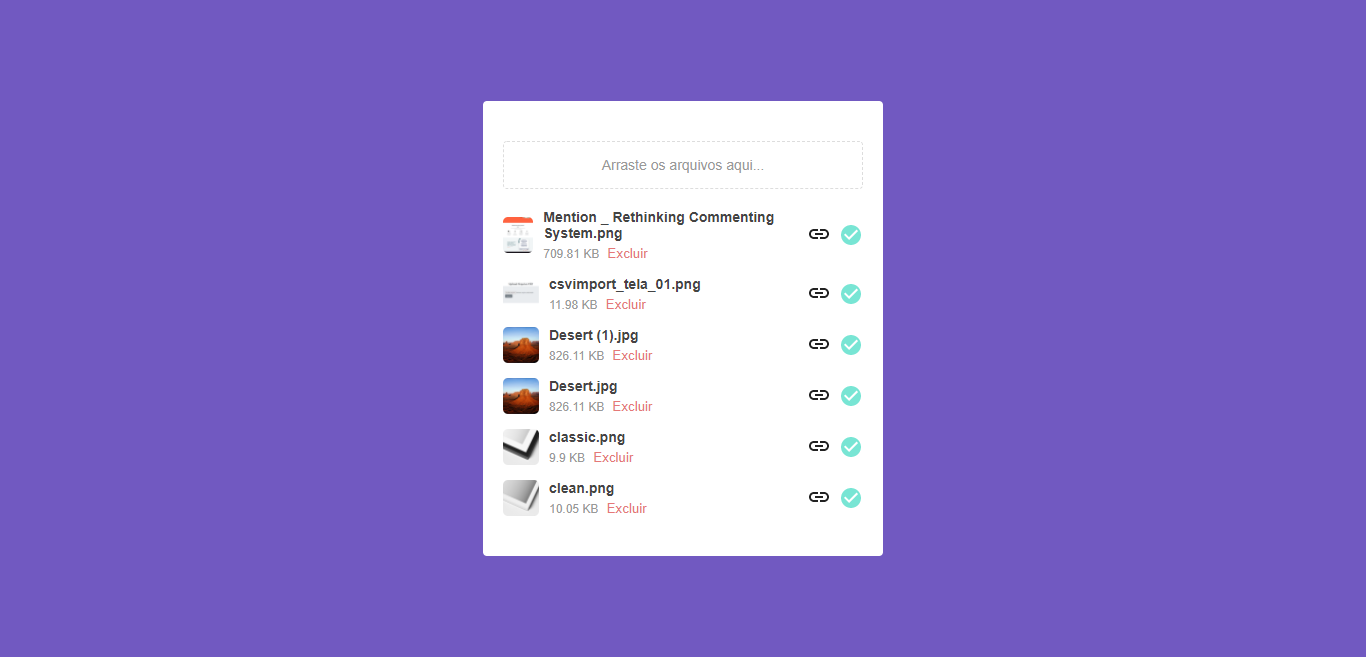 Arraste os arquivos aqui...
Mention _ Rethinking Commenting
System.png
709.81 KB Excluir
csvimport_tela_01.png
11.98 KB Excluir
Desert (1).jpg
826.11 KB Excluir
Desert.jpg
826.11 KB Excluir
classic.png
9.9 KB Excluir
clean.png
10.05 KB Excluir